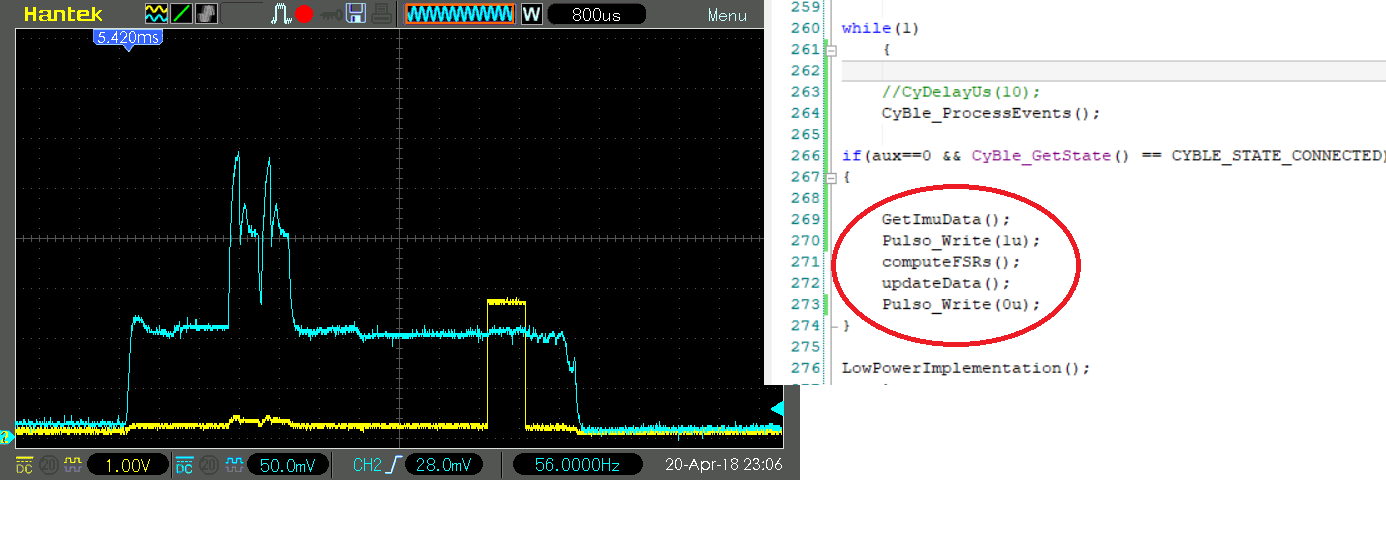 Hantek
W
800us
Menu
5.420ms
2
DC
20
1.00V
DC
20
50.0mV
CH2
28.0mV
56.0000Hz
20-Apr-18 23:06
259
260 while(1)
261 {
262
263 //CyDelayUs(10);
264 CyBle_ProcessEvents();
265
266 if(aux==0 && CyBle_GetState() == CYBLE_STATE_CONNECTED)
267 {
268
269 GetImuData();
270 Pulso_Write(1u);
271 computeFSRs();
272 updateData();
273 Pulso_Write(0u);
274 }
275
276 LowPowerImplementation();